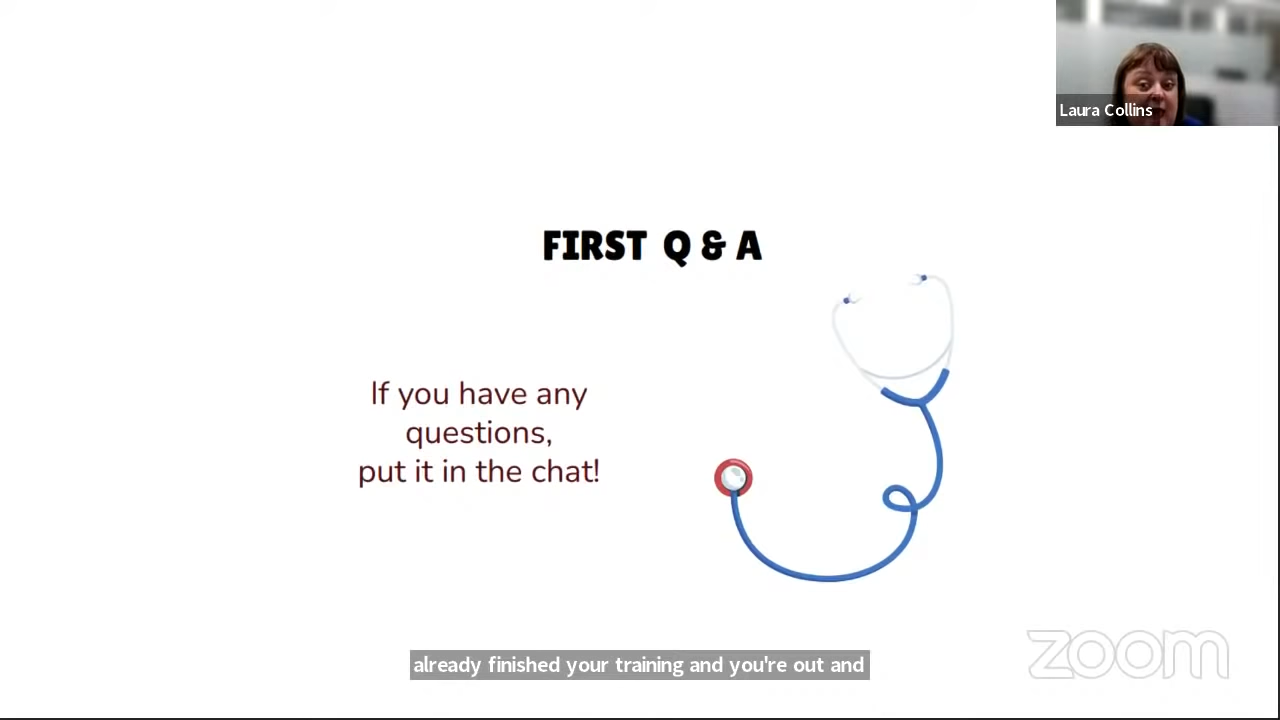 Laura Collins
FIRST Q & A
If you have any
questions,
put it in the chat!
already finished your training and you're out and
zoom